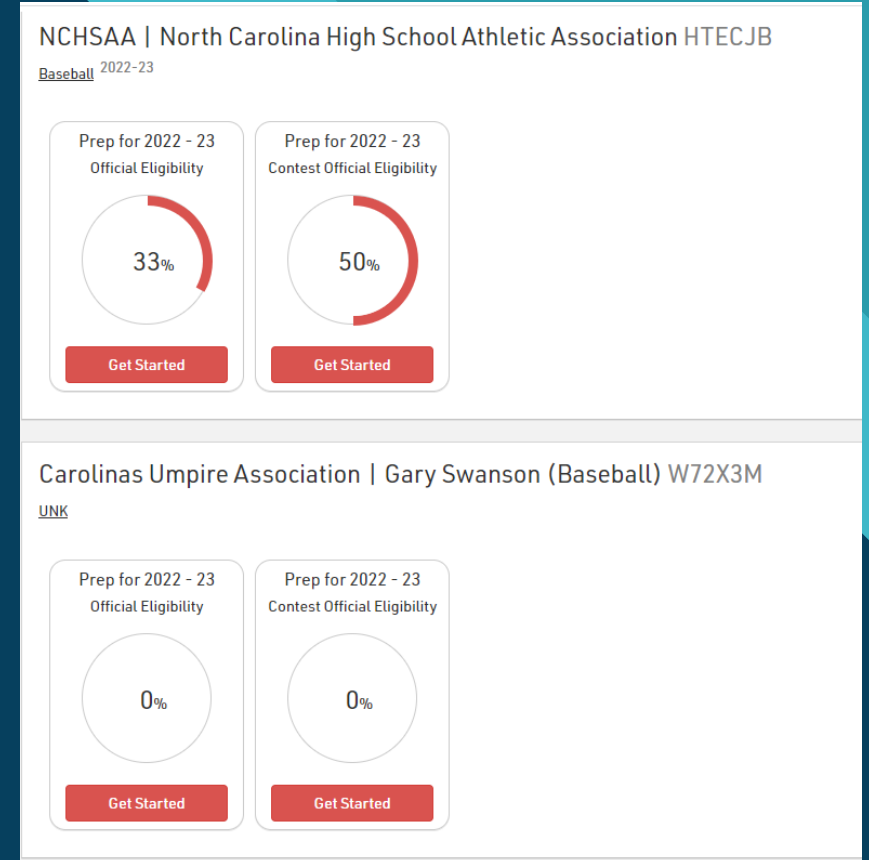 NCHSAA | North Carolina High School Athletic Association HTECJB
Baseball 2022-23
Prep for 2022 - 23
Official Eligibility
33%
Get Started
Prep for 2022 - 23
Contest Official Eligibility
50%
Get Started
Carolinas Umpire Association | Gary Swanson (Baseball) W72X3M
UNK
Prep for 2022 - 23
Official Eligibility
0%
Get Started
Prep for 2022 - 23
Contest Official Eligibility
0%
Get Started